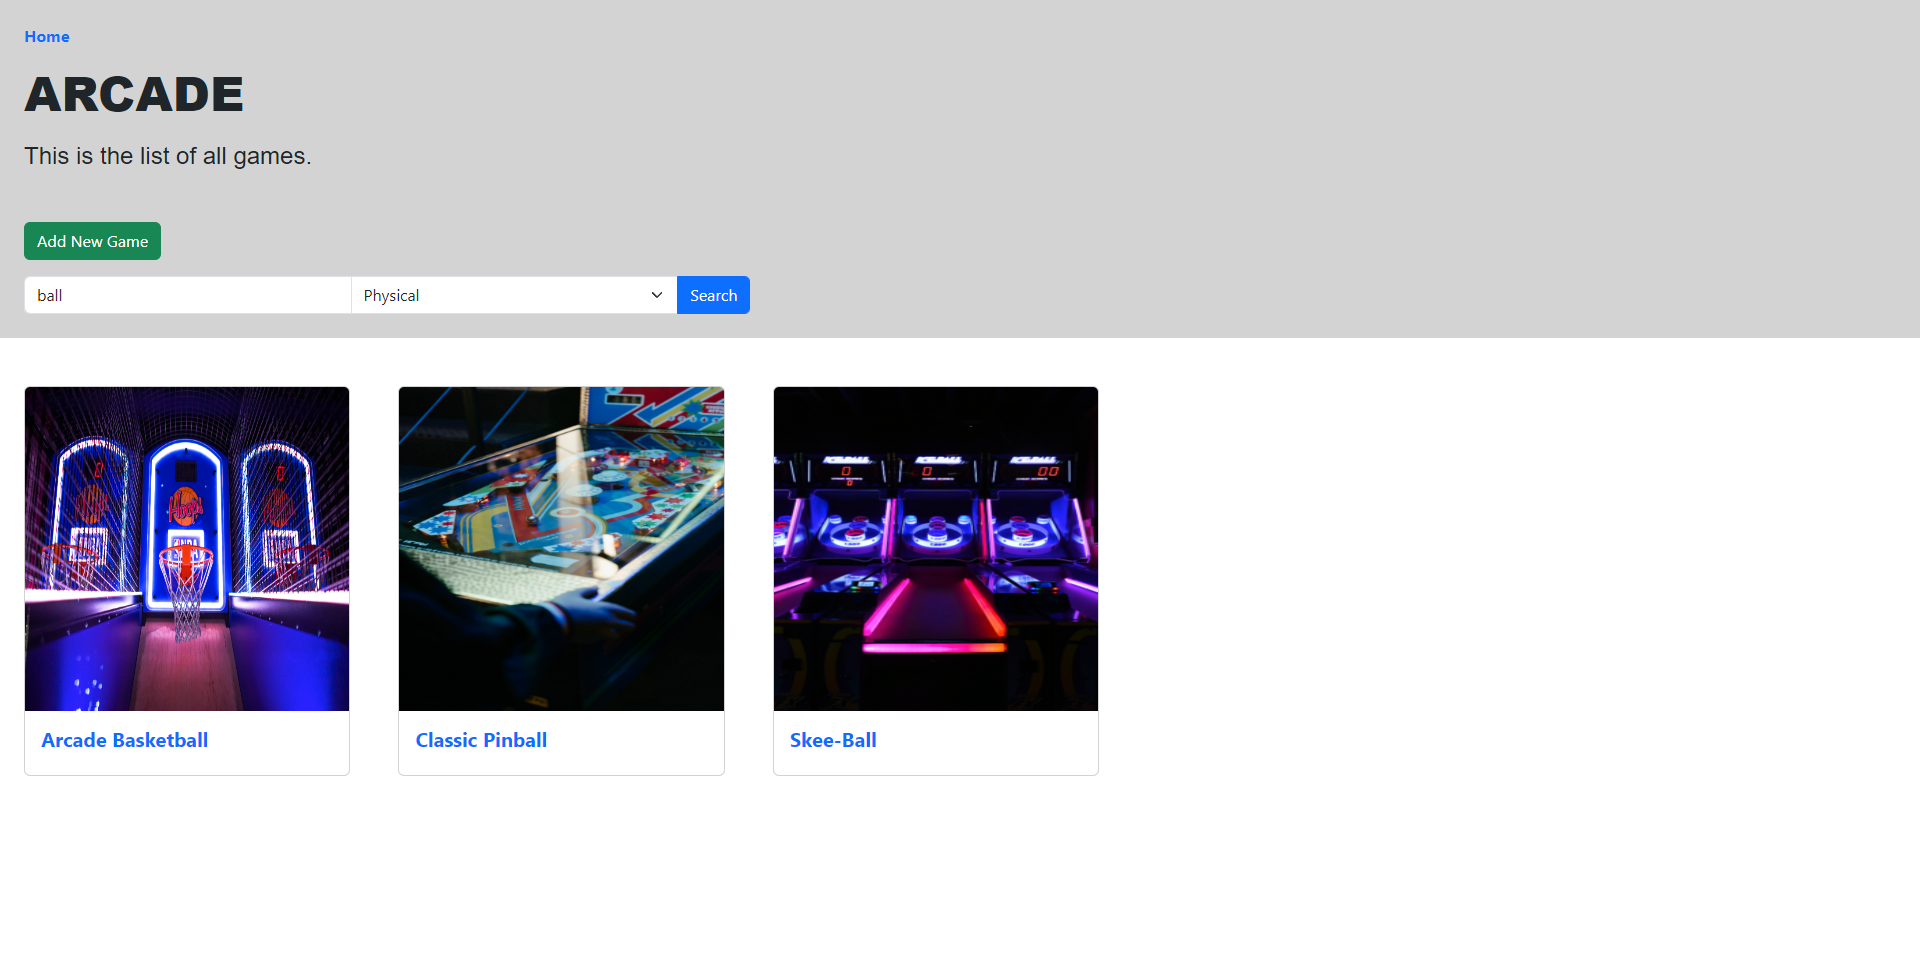 Home
ARCADE
This is the list of all games.
Add New Game
ball
Physical
Search
Arcade Basketball
Classic Pinball
Skee-Ball